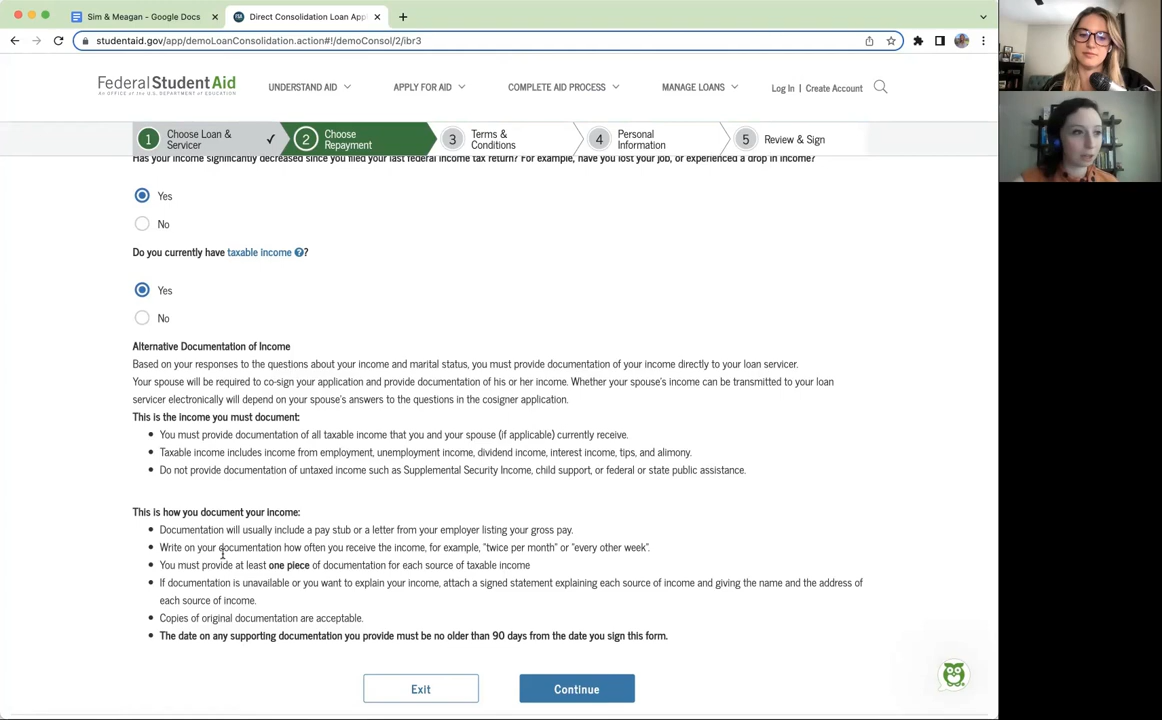 Sim & Meagan - Google Docs
Direct Consolidation Loan App
studentaid.gov/app/demoLoanConsolidation.action#!/demoConsol/2/ibr3
Federal Student Aid
AN OFFICE of the U.S. DEPARTMENT of EDUCATION
UNDERSTAND AID
APPLY FOR AID
COMPLETE AID PROCESS
MANAGE LOANS
Log In | Create Account
1 Choose Loan & Servicer
2 Choose Repayment
3 Terms & Conditions
4 Personal Information
5 Review & Sign
Has your income significantly decreased since you filed your last federal income tax return? For example, have you lost your job, or experienced a drop in income?
Yes
No
Do you currently have taxable income ?
Yes
No
Alternative Documentation of Income
Based on your responses to the questions about your income and marital status, you must provide documentation of your income directly to your loan servicer.
Your spouse will be required to co-sign your application and provide documentation of his or her income. Whether your spouse's income can be transmitted to your loan
servicer electronically will depend on your spouse's answers to the questions in the cosigner application.
This is the income you must document:
• You must provide documentation of all taxable income that you and your spouse (if applicable) currently receive.
• Taxable income includes income from employment, unemployment income, dividend income, interest income, tips, and alimony.
• Do not provide documentation of untaxed income such as Supplemental Security Income, child support, or federal or state public assistance.
This is how you document your income:
• Documentation will usually include a pay stub or a letter from your employer listing your gross pay.
• Write on your documentation how often you receive the income, for example, "twice per month" or "every other week".
• You must provide at least one piece of documentation for each source of taxable income
• If documentation is unavailable or you want to explain your income, attach a signed statement explaining each source of income and giving the name and the address of
each source of income.
• Copies of original documentation are acceptable.
• The date on any supporting documentation you provide must be no older than 90 days from the date you sign this form.
Exit
Continue